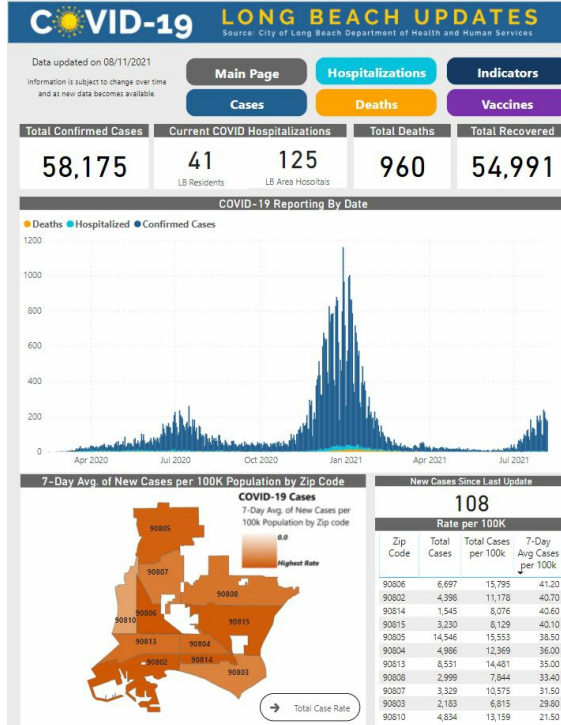 COVID-19 LONG BEACH UPDATES
Source: City of Long Beach Department of Health and Human Services
Data updated on 08/11/2021
Information is subject to change over time
and as new data becomes available.
Main Page
Hospitalizations
Indicators
Cases
Deaths
Vaccines
Total Confirmed Cases
58,175
Current COVID Hospitalizations
41
LB Residents
125
LB Area Hospitals
Total Deaths
960
Total Recovered
54,991
COVID-19 Reporting By Date
Deaths Hospitalized Confirmed Cases
1200
1000
800
600
400
200
0
Apr 2020 Jul 2020 Oct 2020 Jan 2021 Apr 2021 Jul 2021
7-Day Avg. of New Cases per 100K Population by Zip Code
COVID-19 Cases
7-Day Avg. of New Cases per
100k Population by Zip code
0.0
Highest Rate
90805
90807
90808
90810
90806
90815
90813
90804
90802
90814
90803
Total Case Rate
New Cases Since Last Update
108
Rate per 100K
Zip Code Total Cases Total Cases per 100k 7-Day Avg Cases per 100k
90806 6,697 15,795 41.20
90802 4,398 11,178 40.70
90814 1,545 8,076 40.60
90815 3,230 8,129 40.10
90805 14,546 15,553 38.50
90804 4,986 12,369 36.00
90813 8,531 14,481 35.00
90808 2,999 7,844 33.40
90807 3,329 10,575 31.50
90803 2,183 6,815 29.80
90810 4,834 13,159 21.50